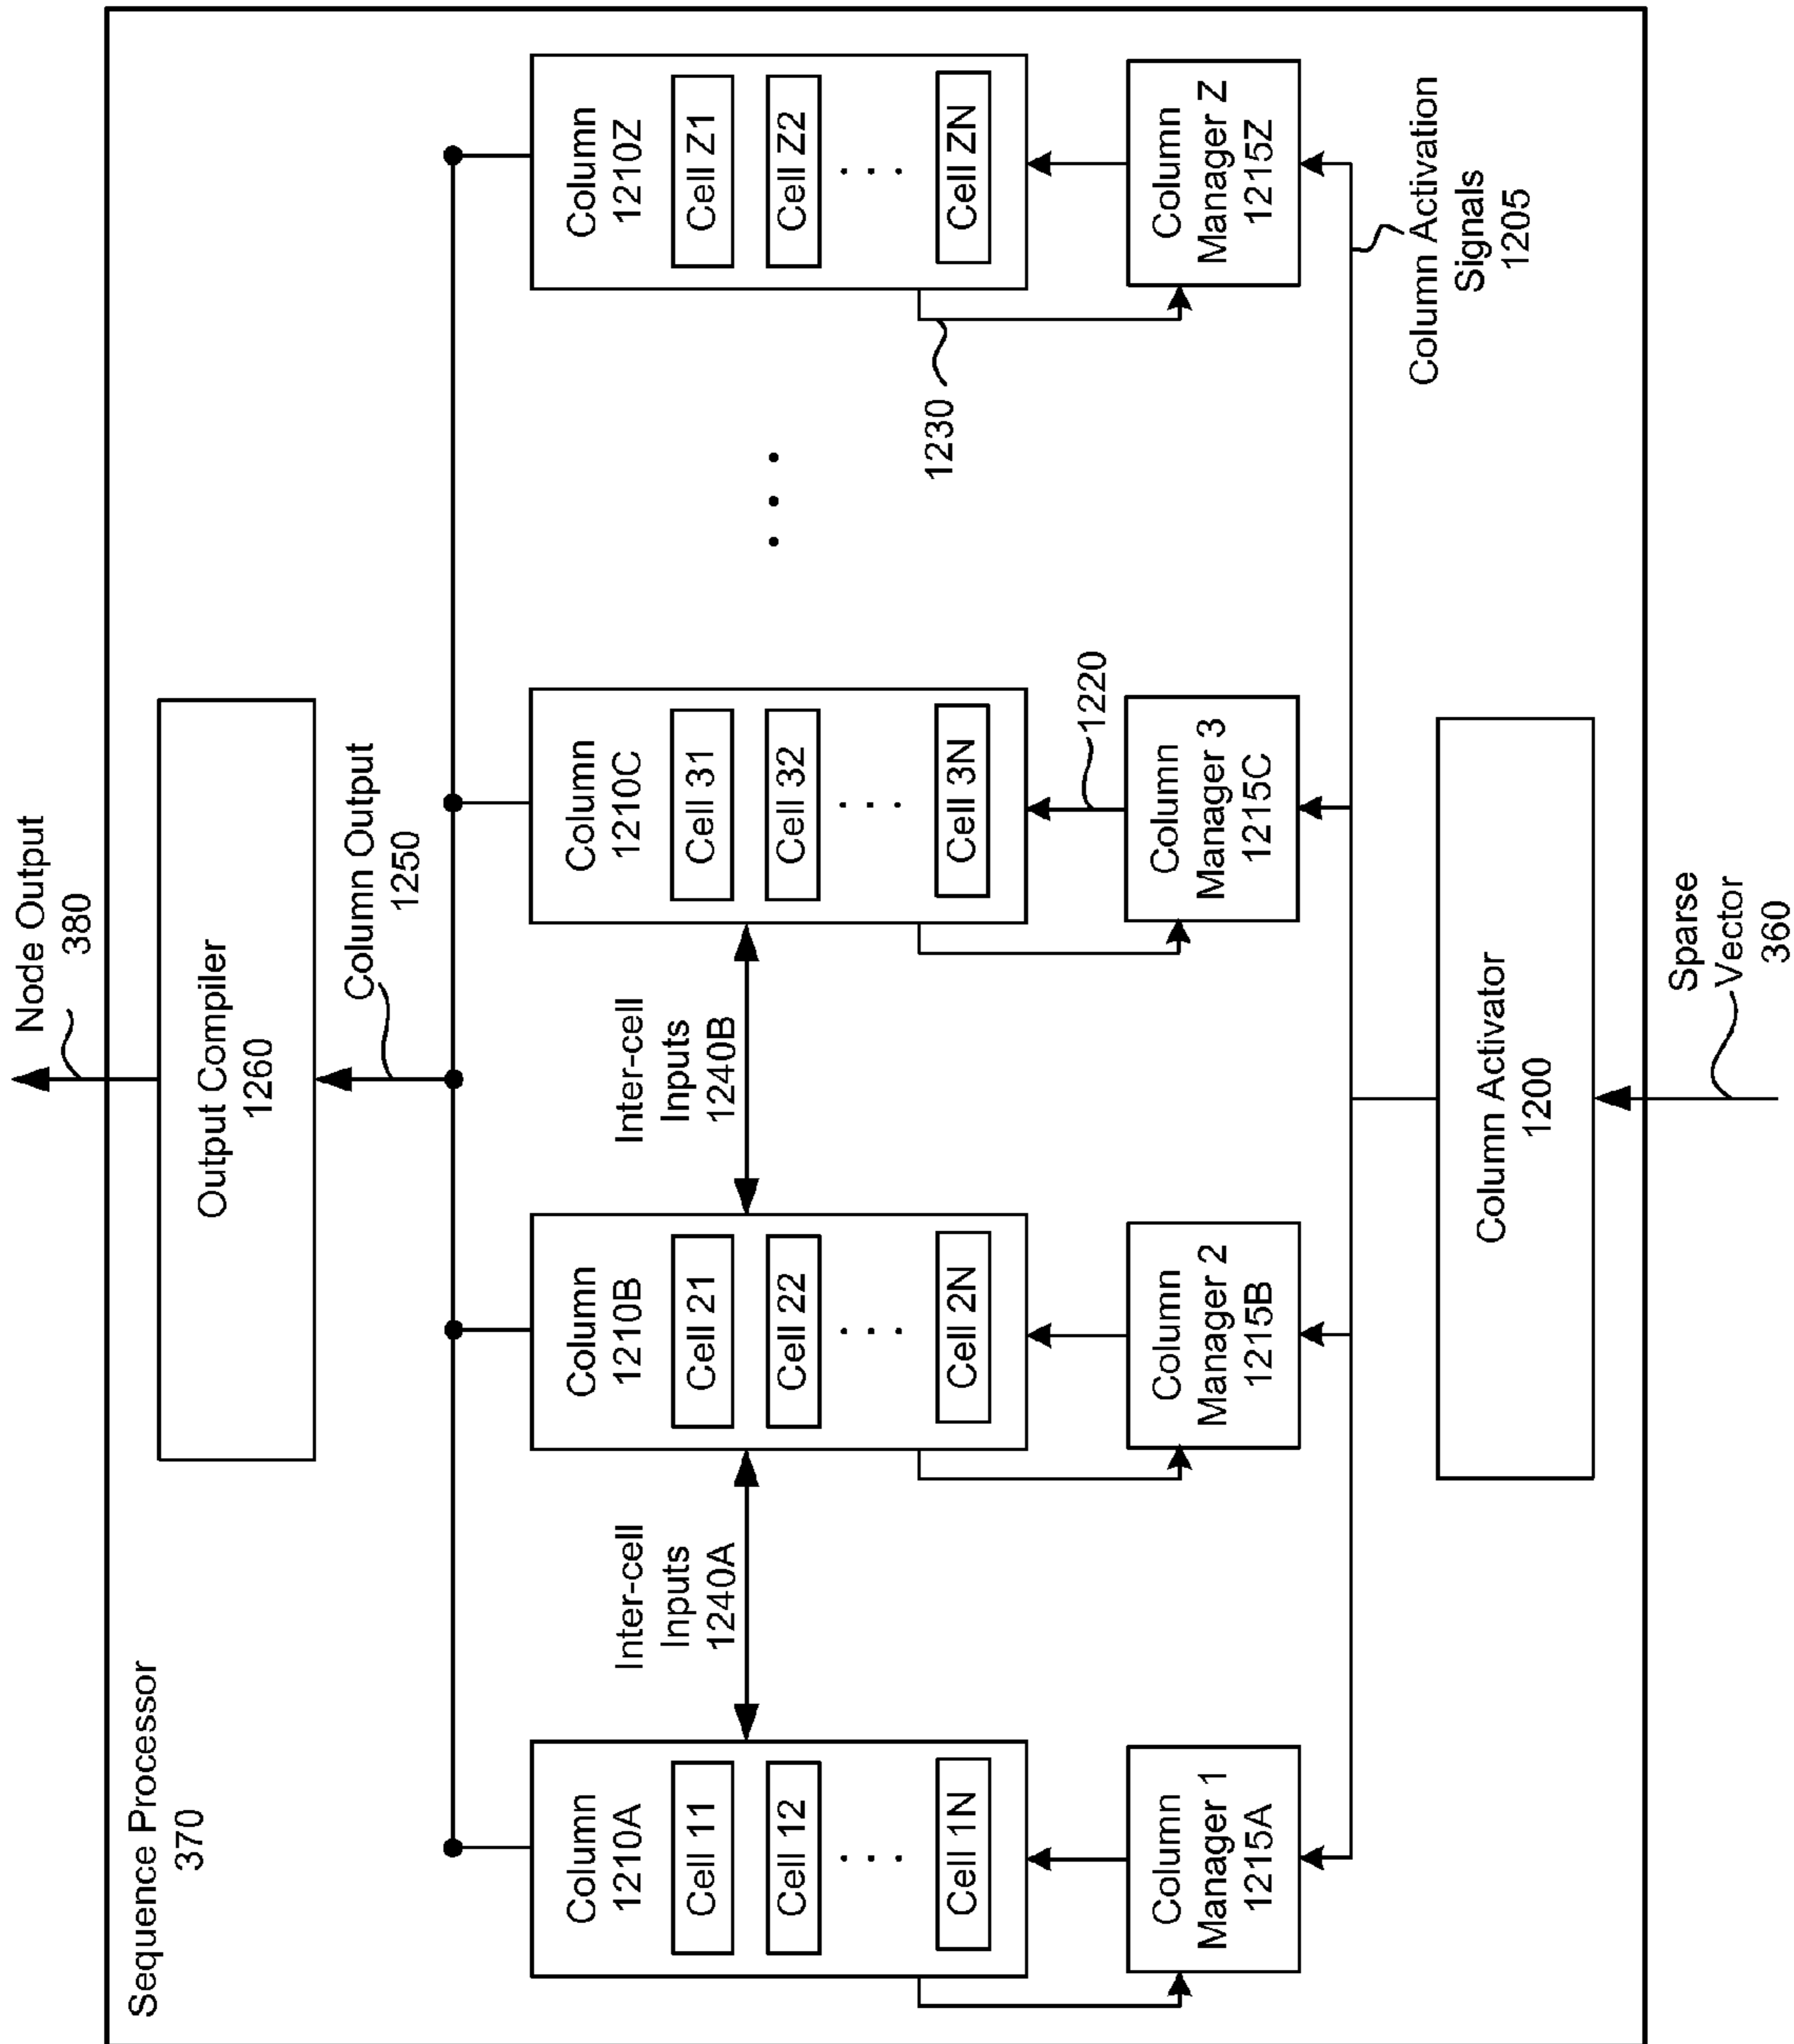 Sequence Processor
370
Node Output
380
Output Compiler
1260
Column Output
1250
Column
1210A
Cell 11
Cell 12
. . .
Cell 1N
Inter-cell
Inputs
1240A
Column
1210B
Cell 21
Cell 22
. . .
Cell 2N
Inter-cell
Inputs
1240B
Column
1210C
Cell 31
Cell 32
. . .
Cell 3N
. . .
Column
1210Z
Cell Z1
Cell Z2
. . .
Cell ZN
1220
1230
Column
Manager 1
1215A
Column
Manager 2
1215B
Column
Manager 3
1215C
Column
Manager Z
1215Z
Column Activation
Signals
1205
Column Activator
1200
Sparse
Vector
360